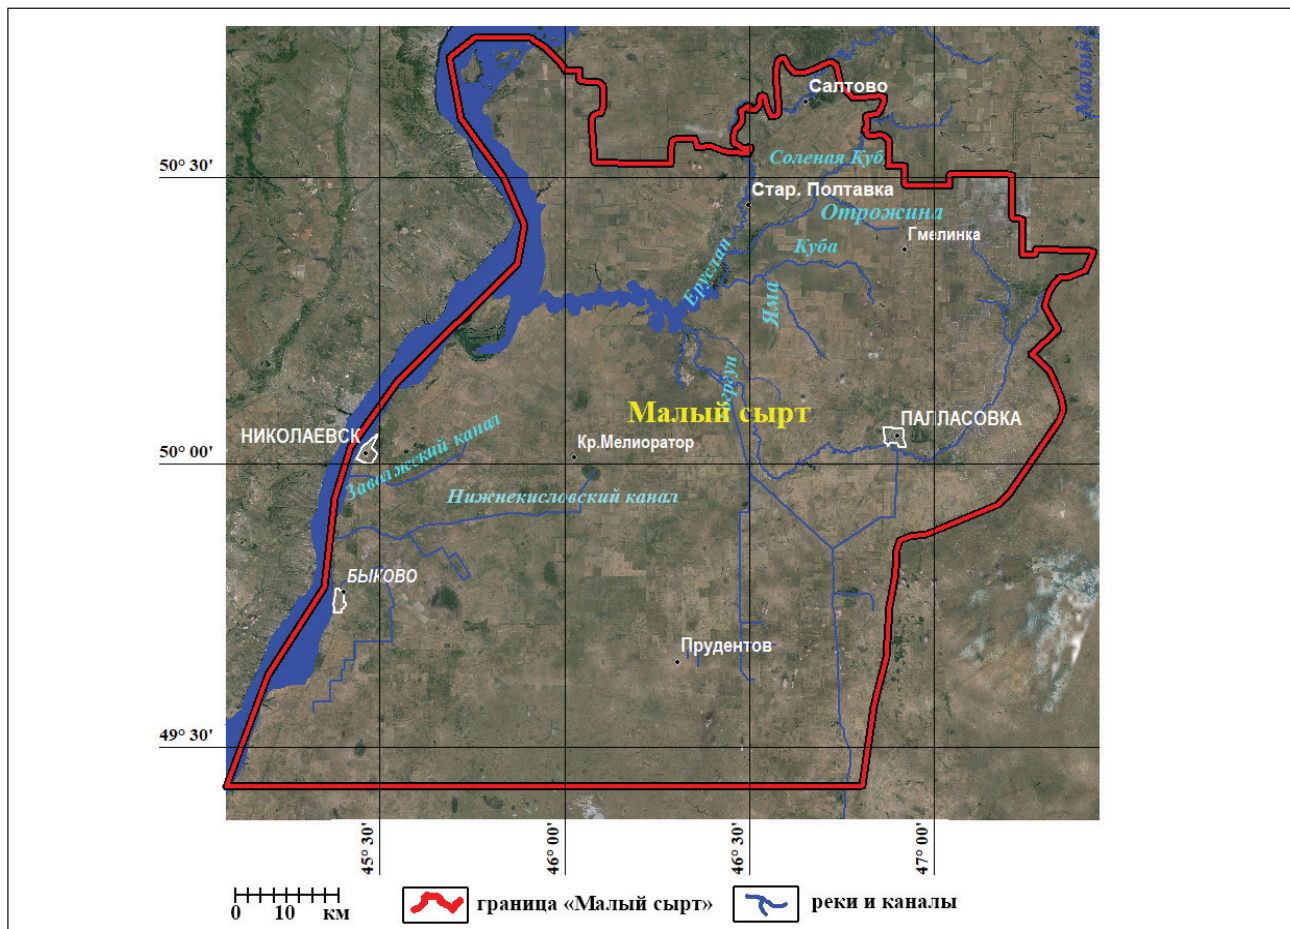 Малый
Салтово
50° 30'
Соленая Куб
Стар. Полтавка
Отрожина
Гмелинка
Куба
Еруслан
Яма
Малый сырт
НИКОЛАЕВСК
ПАЛЛАСОВКА
Кр.Мелиоратор
50° 00'
Заволжский канал
Нижнекисловский канал
БЫКОВО
Прудентов
49° 30'
45° 30'
46° 00'
46° 30'
47° 00'
0 10 км
граница «Малый сырт»
реки и каналы